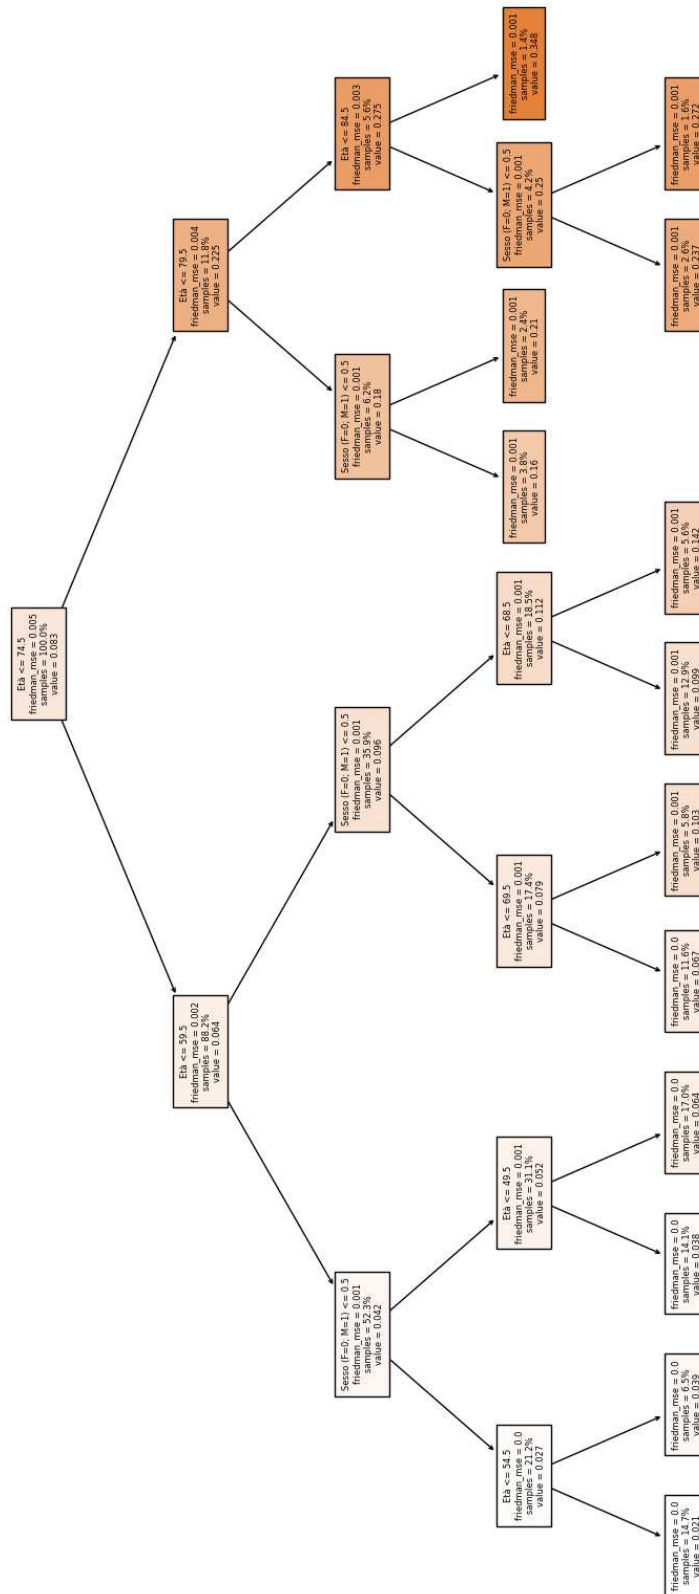 Età <= 74.5
friedman_mse = 0.005
samples = 100.0%
value = 0.083
Età <= 59.5
friedman_mse = 0.002
samples = 88.2%
value = 0.064
Età <= 79.5
friedman_mse = 0.004
samples = 11.8%
value = 0.225
Sesso (F=0; M=1) <= 0.5
friedman_mse = 0.001
samples = 52.3%
value = 0.042
Sesso (F=0; M=1) <= 0.5
friedman_mse = 0.001
samples = 35.9%
value = 0.096
Sesso (F=0; M=1) <= 0.5
friedman_mse = 0.001
samples = 6.2%
value = 0.18
Età <= 84.5
friedman_mse = 0.003
samples = 5.6%
value = 0.275
Età <= 54.5
friedman_mse = 0.0
samples = 21.2%
value = 0.027
Età <= 49.5
friedman_mse = 0.001
samples = 31.1%
value = 0.052
Età <= 69.5
friedman_mse = 0.001
samples = 17.4%
value = 0.079
Età <= 68.5
friedman_mse = 0.001
samples = 18.5%
value = 0.112
friedman_mse = 0.001
samples = 3.8%
value = 0.16
friedman_mse = 0.001
samples = 2.4%
value = 0.21
Sesso (F=0; M=1) <= 0.5
friedman_mse = 0.001
samples = 4.2%
value = 0.25
friedman_mse = 0.001
samples = 1.4%
value = 0.348
friedman_mse = 0.0
samples = 14.7%
value = 0.021
friedman_mse = 0.0
samples = 6.5%
value = 0.039
friedman_mse = 0.0
samples = 14.1%
value = 0.038
friedman_mse = 0.0
samples = 17.0%
value = 0.064
friedman_mse = 0.0
samples = 11.6%
value = 0.067
friedman_mse = 0.001
samples = 5.8%
value = 0.103
friedman_mse = 0.001
samples = 12.9%
value = 0.099
friedman_mse = 0.001
samples = 5.6%
value = 0.142
friedman_mse = 0.001
samples = 2.6%
value = 0.237
friedman_mse = 0.001
samples = 1.6%
value = 0.272